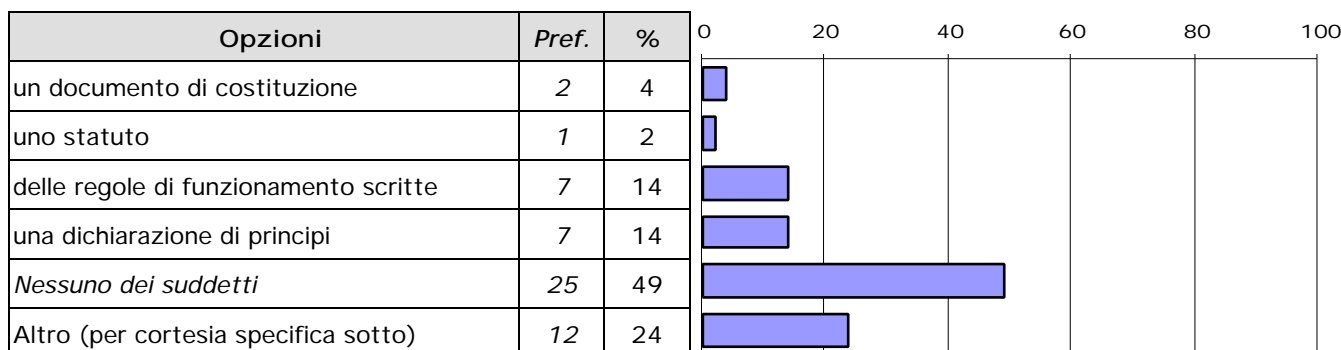 Opzioni Pref. % 0 20 40 60 80 100
un documento di costituzione 2 4
uno statuto 1 2
delle regole di funzionamento scritte 7 14
una dichiarazione di principi 7 14
Nessuno dei suddetti 25 49
Altro (per cortesia specifica sotto) 12 24